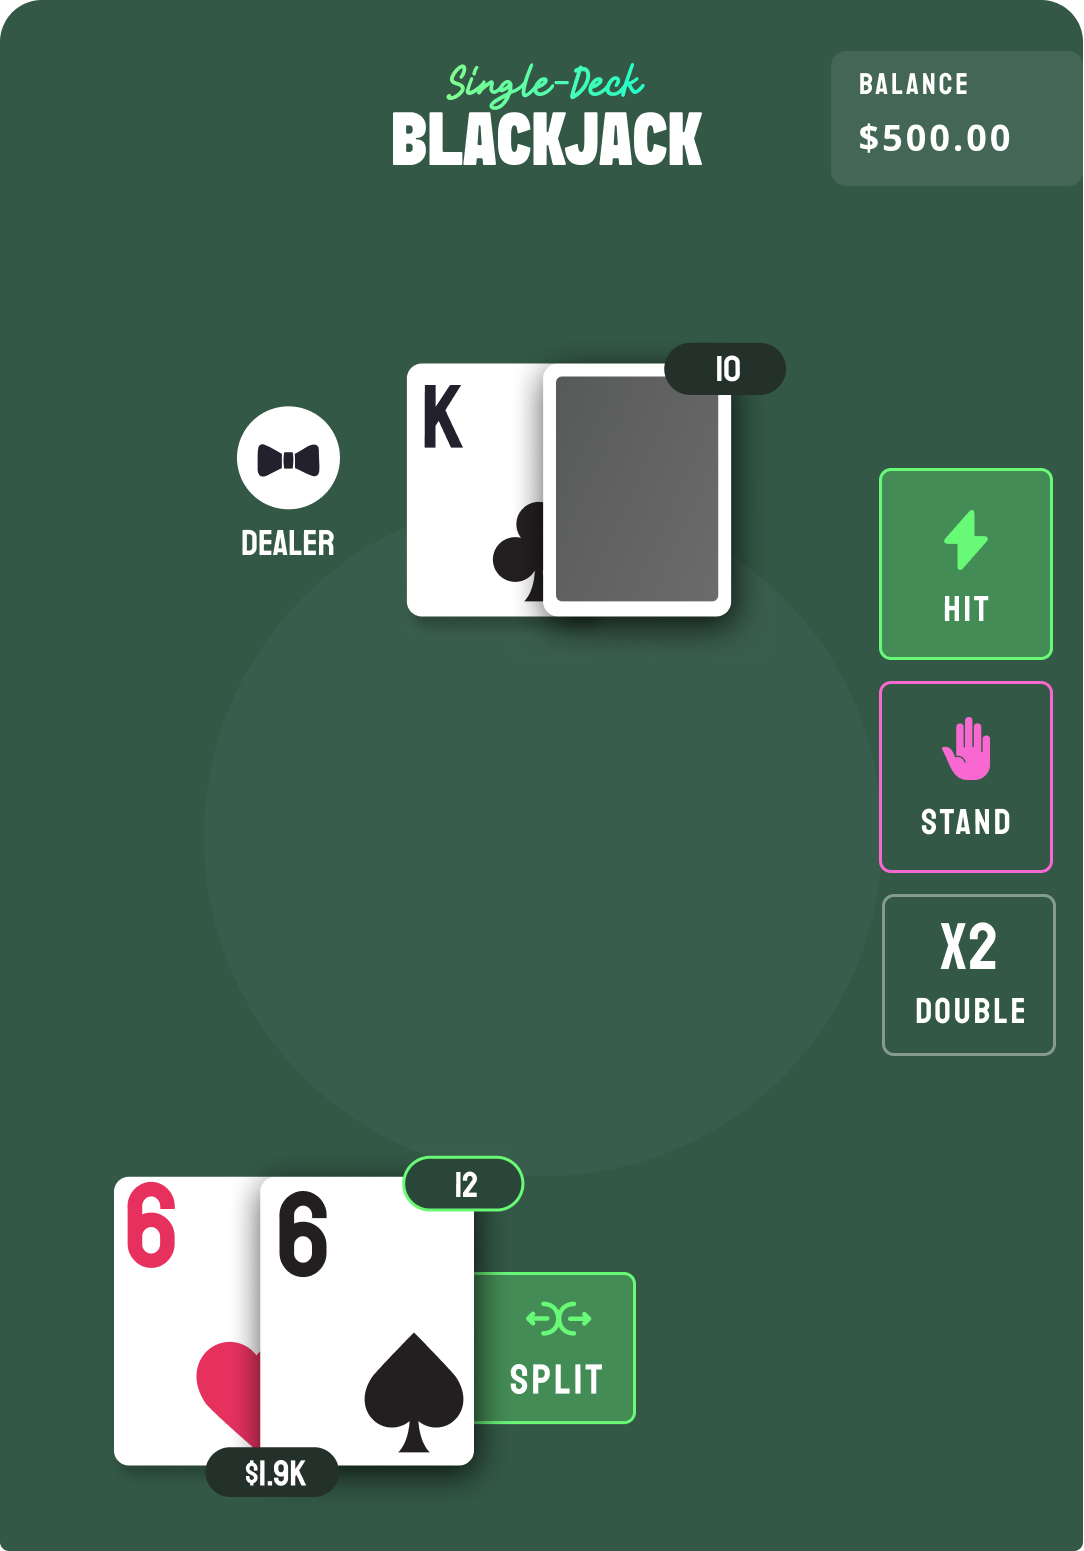 Single-Deck
BLACKJACK
BALANCE
$500.00
10
K
DEALER
HIT
STAND
X2
DOUBLE
12
6
6
SPLIT
$1.9K